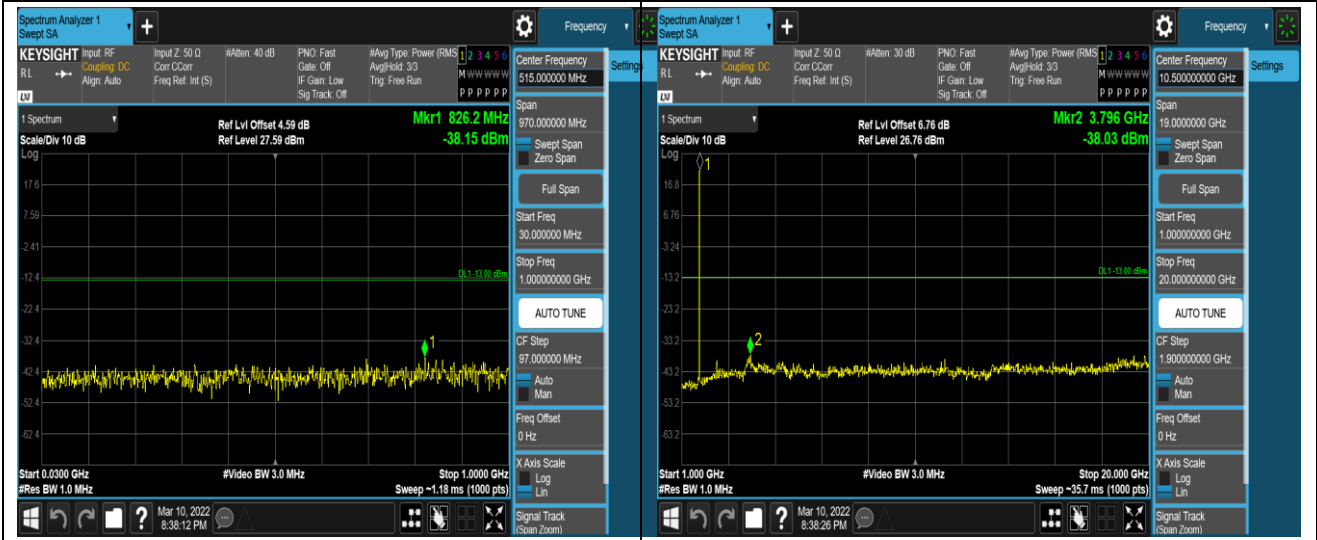 Spectrum Analyzer 1
Swept SA
Frequency
KEYSIGHT
RL
LXI
Input: RF
Coupling: DC
Align: Auto
Input Z: 50 Ω
Corr CCorr
Freq Ref: Int (S)
#Atten: 40 dB
PNO: Fast
Gate: Off
IF Gain: Low
Sig Track: Off
#Avg Type: Power (RMS
Avg|Hold: 3/3
Trig: Free Run
1 2 3 4 5 6
M W W W W W
P P P P P P
1 Spectrum
Scale/Div 10 dB
Log
Ref Lvl Offset 4.59 dB
Ref Level 27.59 dBm
Mkr1 826.2 MHz
-38.15 dBm
17.6
7.59
-2.41
-12.4
-22.4
-32.4
-42.4
-52.4
-62.4
DL1 -13.00 dBm
1
Start 0.0300 GHz
#Res BW 1.0 MHz
#Video BW 3.0 MHz
Stop 1.0000 GHz
Sweep ~1.18 ms (1000 pts)
Mar 10, 2022
8:38:12 PM
Center Frequency
515.000000 MHz
Span
970.000000 MHz
Swept Span
Zero Span
Full Span
Start Freq
30.000000 MHz
Stop Freq
1.000000000 GHz
AUTO TUNE
CF Step
97.000000 MHz
Auto
Man
Freq Offset
0 Hz
X Axis Scale
Log
Lin
Signal Track
(Span Zoom)
Settings
Spectrum Analyzer 1
Swept SA
Frequency
KEYSIGHT
RL
LXI
Input: RF
Coupling: DC
Align: Auto
Input Z: 50 Ω
Corr CCorr
Freq Ref: Int (S)
#Atten: 30 dB
PNO: Fast
Gate: Off
IF Gain: Low
Sig Track: Off
#Avg Type: Power (RMS
Avg|Hold: 3/3
Trig: Free Run
1 2 3 4 5 6
M W W W W W
P P P P P P
1 Spectrum
Scale/Div 10 dB
Log
Ref Lvl Offset 6.76 dB
Ref Level 26.76 dBm
Mkr2 3.796 GHz
-38.03 dBm
1
16.8
6.76
-3.24
-13.2
-23.2
-33.2
-43.2
-53.2
-63.2
DL1 -13.00 dBm
2
Start 1.000 GHz
#Res BW 1.0 MHz
#Video BW 3.0 MHz
Stop 20.000 GHz
Sweep ~35.7 ms (1000 pts)
Mar 10, 2022
8:38:26 PM
Center Frequency
10.500000000 GHz
Span
19.0000000 GHz
Swept Span
Zero Span
Full Span
Start Freq
1.000000000 GHz
Stop Freq
20.000000000 GHz
AUTO TUNE
CF Step
1.900000000 GHz
Auto
Man
Freq Offset
0 Hz
X Axis Scale
Log
Lin
Signal Track
(Span Zoom)
Settings